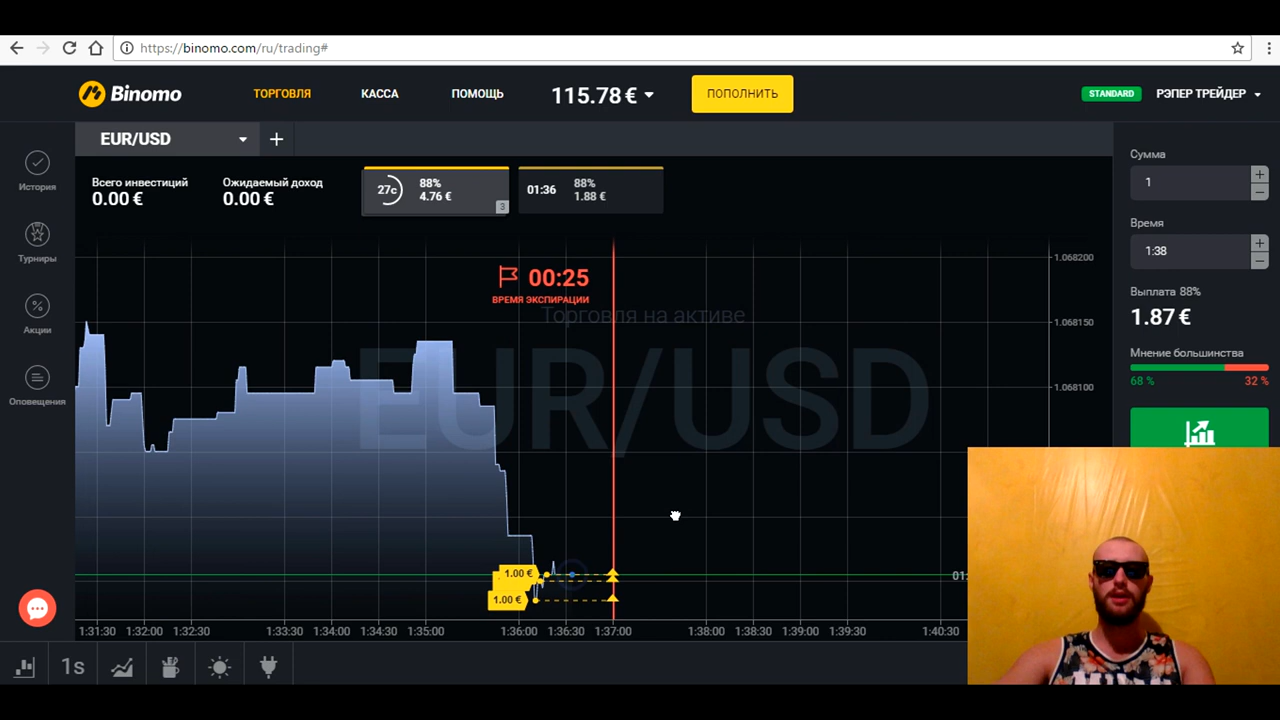 https://binomo.com/ru/trading#
Binomo
ТОРГОВЛЯ
КАССА
ПОМОЩЬ
115.78 €
ПОПОЛНИТЬ
STANDARD
РЭПЕР ТРЕЙДЕР
EUR/USD
+
История
Турниры
Акции
Оповещения
Всего инвестиций
0.00 €
Ожидаемый доход
0.00 €
27с
88%
4.76 €
3
01:36
88%
1.88 €
00:25
ВРЕМЯ ЭКСПИРАЦИИ
Торговля на активе
EUR/USD
1.068200
1.068150
1.068100
1.00 €
1.00 €
01:
1:31:30 1:32:00 1:32:30 1:33:30 1:34:00 1:34:30 1:35:00 1:36:00 1:36:30 1:37:00 1:38:00 1:38:30 1:39:00 1:39:30 1:40:30
1s
Сумма
1
Время
1:38
Выплата 88%
1.87 €
Мнение большинства
68 % 32 %